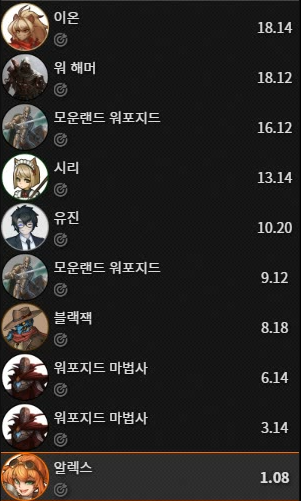 이온
18.14
워 해머
18.12
모운랜드 워포지드
16.12
시리
13.14
유진
10.20
모운랜드 워포지드
9.12
블랙잭
8.18
워포지드 마법사
6.14
워포지드 마법사
3.14
알렉스
1.08